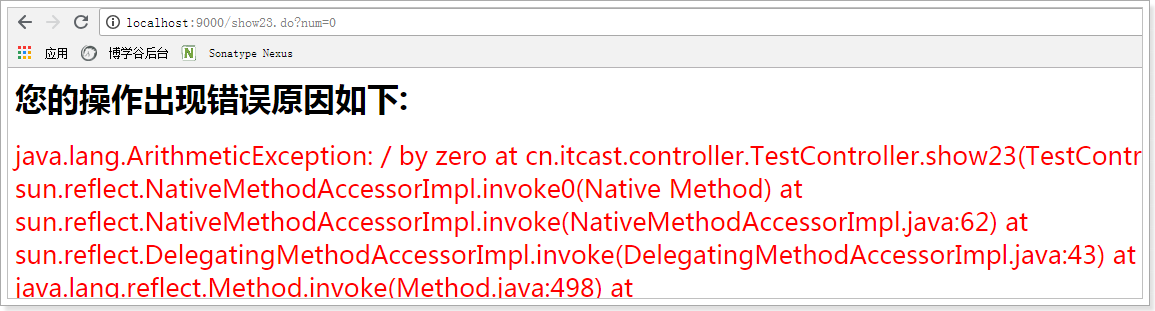 localhost:9000/show23.do?num=0
应用 博学谷后台 N Sonatype Nexus
您的操作出现错误原因如下:
java.lang.ArithmeticException: / by zero at cn.itcast.controller.TestController.show23(TestContr
sun.reflect.NativeMethodAccessorImpl.invoke0(Native Method) at
sun.reflect.NativeMethodAccessorImpl.invoke(NativeMethodAccessorImpl.java:62) at
sun.reflect.DelegatingMethodAccessorImpl.invoke(DelegatingMethodAccessorImpl.java:43) at
java.lang.reflect.Method.invoke(Method.java:498) at